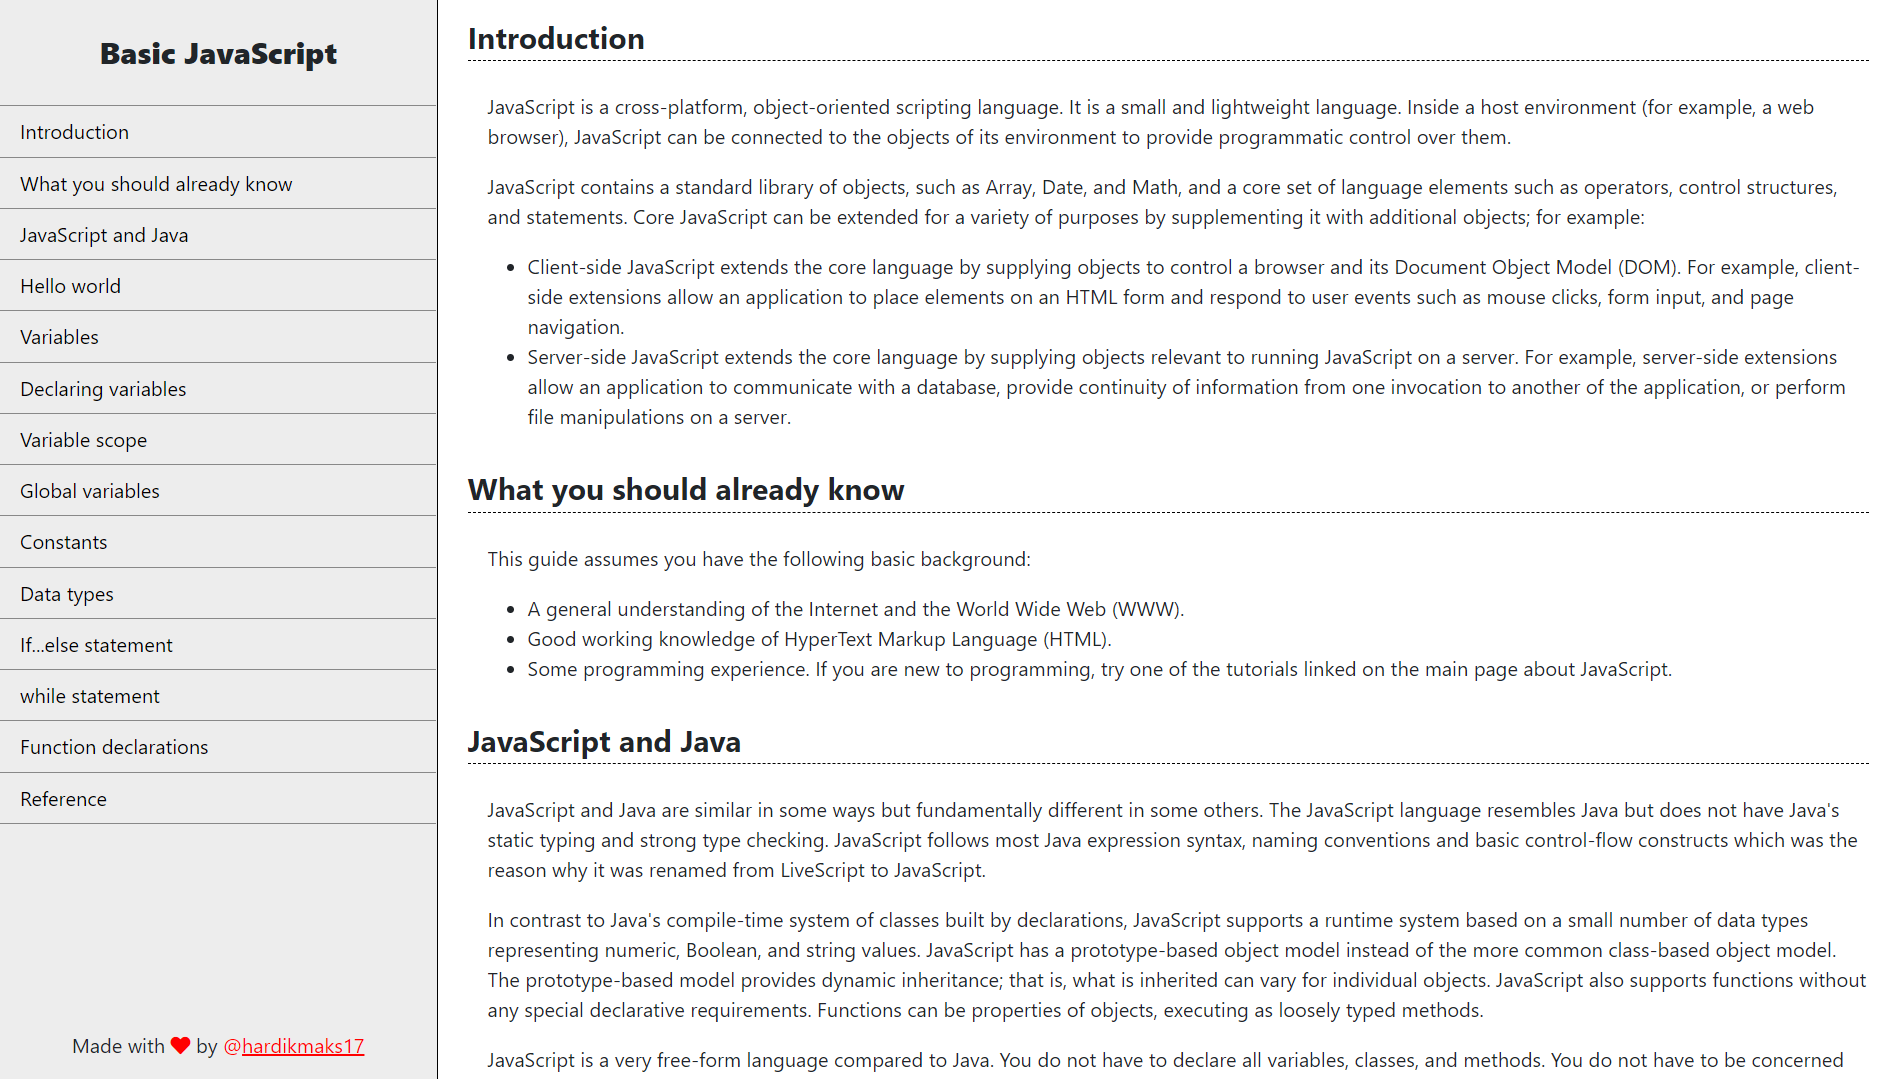 Basic JavaScript
Introduction
What you should already know
JavaScript and Java
Hello world
Variables
Declaring variables
Variable scope
Global variables
Constants
Data types
If...else statement
while statement
Function declarations
Reference
Made with ❤ by @hardikmaks17
Introduction
JavaScript is a cross-platform, object-oriented scripting language. It is a small and lightweight language. Inside a host environment (for example, a web
browser), JavaScript can be connected to the objects of its environment to provide programmatic control over them.
JavaScript contains a standard library of objects, such as Array, Date, and Math, and a core set of language elements such as operators, control structures,
and statements. Core JavaScript can be extended for a variety of purposes by supplementing it with additional objects; for example:
• Client-side JavaScript extends the core language by supplying objects to control a browser and its Document Object Model (DOM). For example, client-
side extensions allow an application to place elements on an HTML form and respond to user events such as mouse clicks, form input, and page
navigation.
• Server-side JavaScript extends the core language by supplying objects relevant to running JavaScript on a server. For example, server-side extensions
allow an application to communicate with a database, provide continuity of information from one invocation to another of the application, or perform
file manipulations on a server.
What you should already know
This guide assumes you have the following basic background:
• A general understanding of the Internet and the World Wide Web (WWW).
• Good working knowledge of HyperText Markup Language (HTML).
• Some programming experience. If you are new to programming, try one of the tutorials linked on the main page about JavaScript.
JavaScript and Java
JavaScript and Java are similar in some ways but fundamentally different in some others. The JavaScript language resembles Java but does not have Java's
static typing and strong type checking. JavaScript follows most Java expression syntax, naming conventions and basic control-flow constructs which was the
reason why it was renamed from LiveScript to JavaScript.
In contrast to Java's compile-time system of classes built by declarations, JavaScript supports a runtime system based on a small number of data types
representing numeric, Boolean, and string values. JavaScript has a prototype-based object model instead of the more common class-based object model.
The prototype-based model provides dynamic inheritance; that is, what is inherited can vary for individual objects. JavaScript also supports functions without
any special declarative requirements. Functions can be properties of objects, executing as loosely typed methods.
JavaScript is a very free-form language compared to Java. You do not have to declare all variables, classes, and methods. You do not have to be concerned